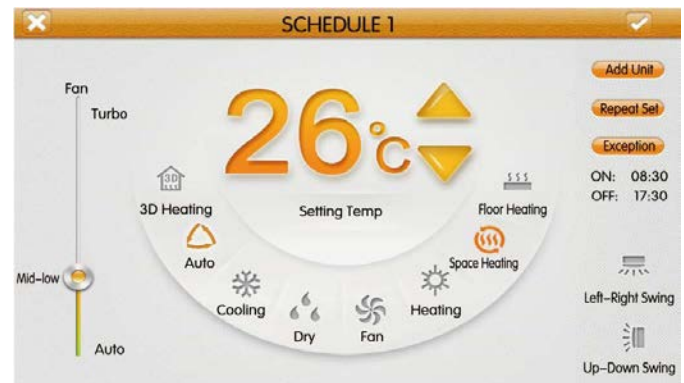 SCHEDULE 1
Fan
Turbo
Mid-low
Auto
26°C
Setting Temp
3D
3D Heating
Auto
Cooling
Dry
Fan
Heating
Space Heating
Floor Heating
Add Unit
Repeat Set
Exception
ON: 08:30
OFF: 17:30
Left-Right Swing
Up-Down Swing